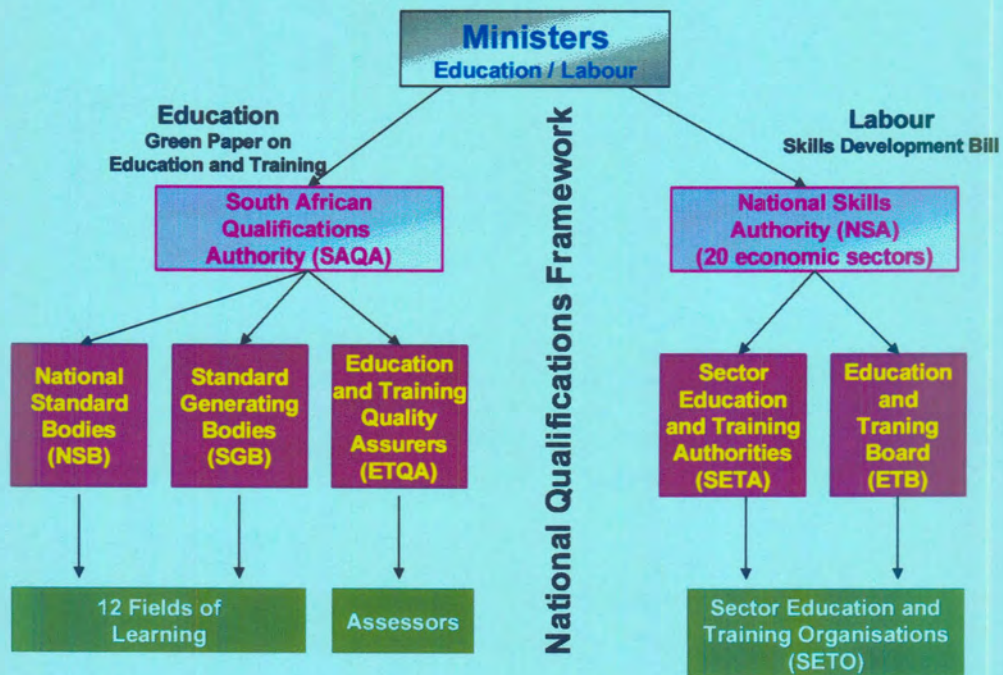 Ministers
Education / Labour
Education
Green Paper on
Education and Training
Labour
Skills Development Bill
South African
Qualifications
Authority (SAQA)
National Skills
Authority (NSA)
(20 economic sectors)
National Qualifications Framework
National
Standard
Bodies
(NSB)
Standard
Generating
Bodies
(SGB)
Education
and Training
Quality
Assurers
(ETQA)
Sector
Education
and Training
Authorities
(SETA)
Education
and
Traning
Board
(ETB)
12 Fields of
Learning
Assessors
Sector Education and
Training Organisations
(SETO)